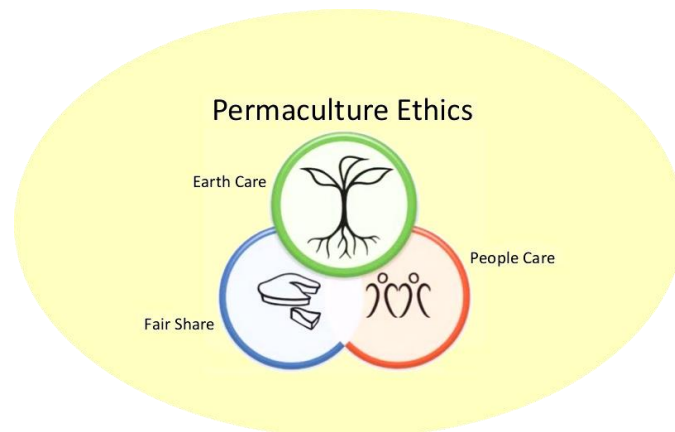 Permaculture Ethics
Earth Care
People Care
Fair Share